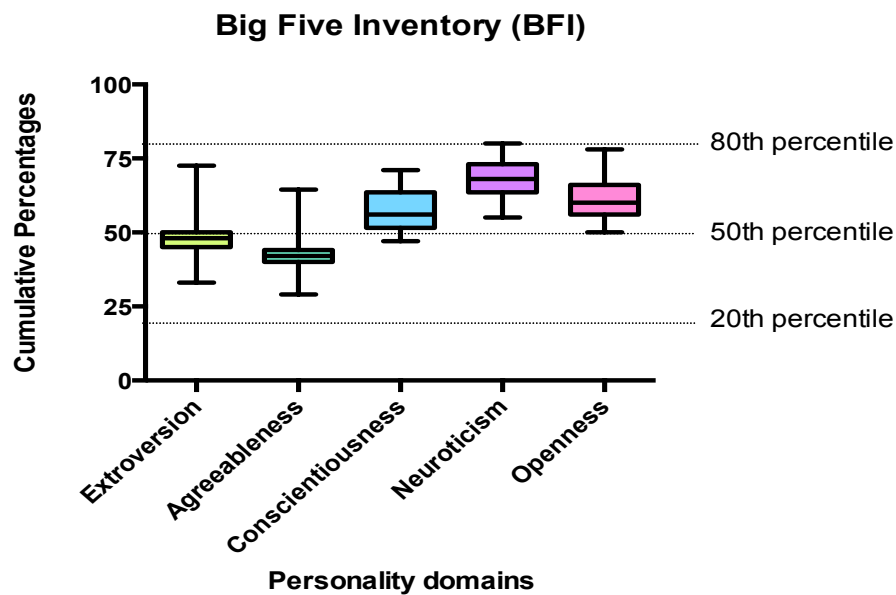 Big Five Inventory (BFI)
Cumulative Percentages
100
75
50
25
0
80th percentile
50th percentile
20th percentile
Extroversion
Agreeableness
Conscientiousness
Neuroticism
Openness
Personality domains